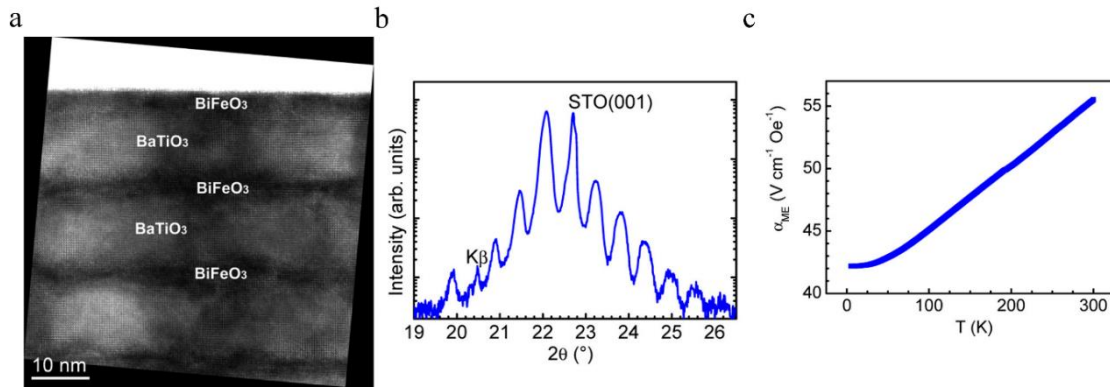 a
BiFeO₃
BaTiO₃
BiFeO₃
BaTiO₃
BiFeO₃
10 nm
b
Intensity (arb. units)
STO(001)
Kβ
19 20 21 22 23 24 25 26
2θ (°)
c
α_ME (V cm⁻¹ Oe⁻¹)
55
50
45
40
0 100 200 300
T (K)